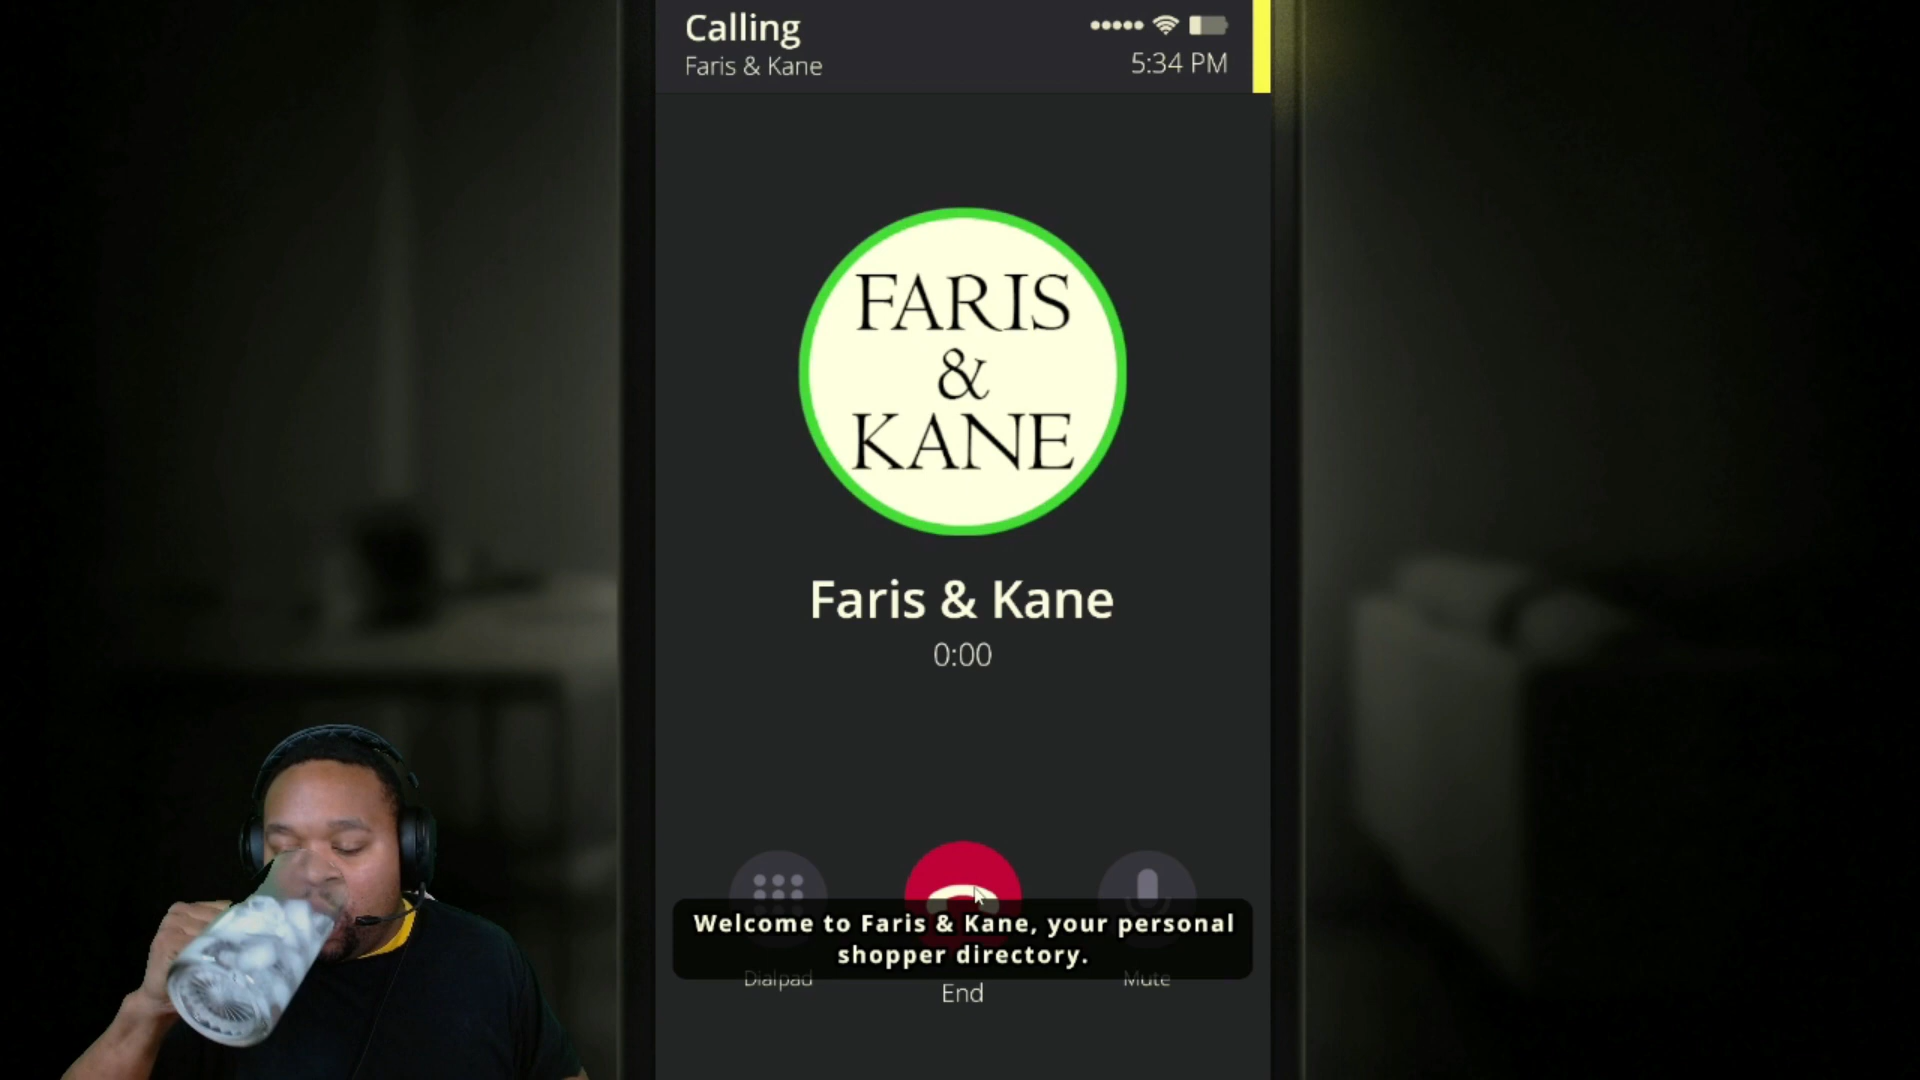 Calling
Faris & Kane
5:34 PM
FARIS
&
KANE
Faris & Kane
0:00
Welcome to Faris & Kane, your personal
shopper directory.
Dialpad
End
Mute